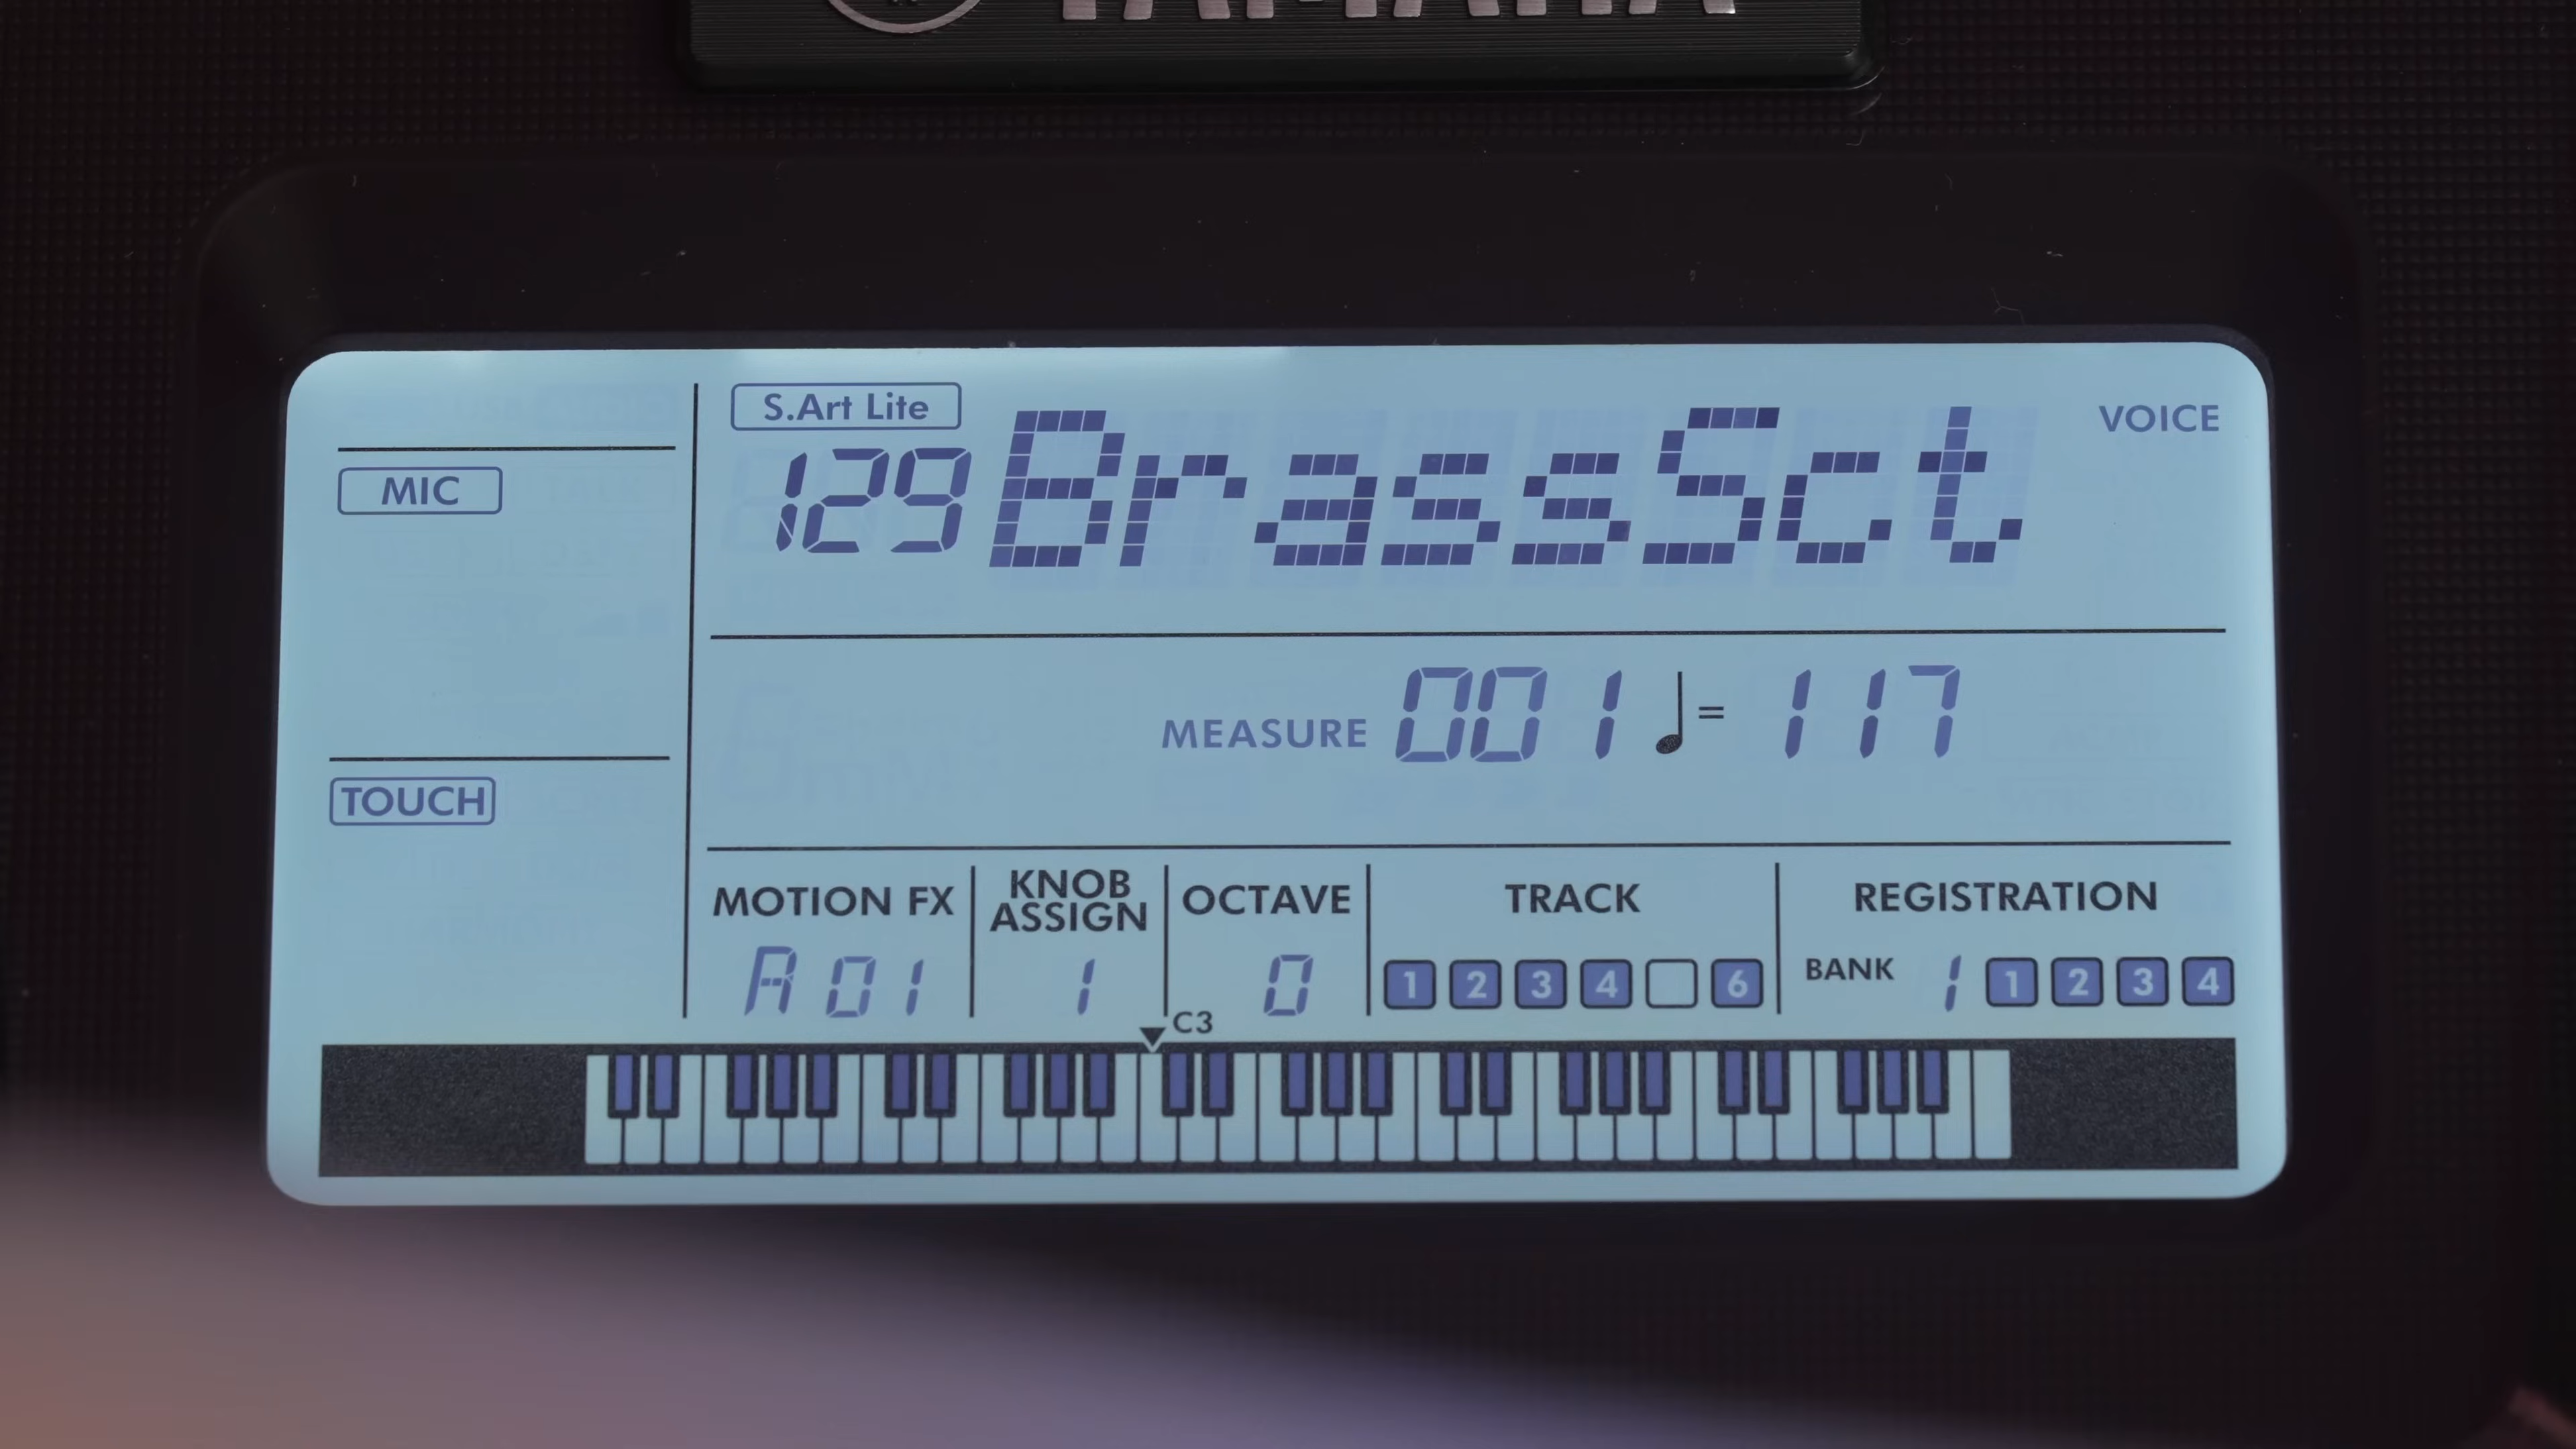 YAMAHA
S.Art Lite
129 BrassSct
VOICE
MIC
MEASURE 001 = 117
TOUCH
MOTION FX
A01
KNOB
ASSIGN
1
OCTAVE
0
TRACK
1 2 3 4 6
REGISTRATION
BANK 1 1 2 3 4
C3